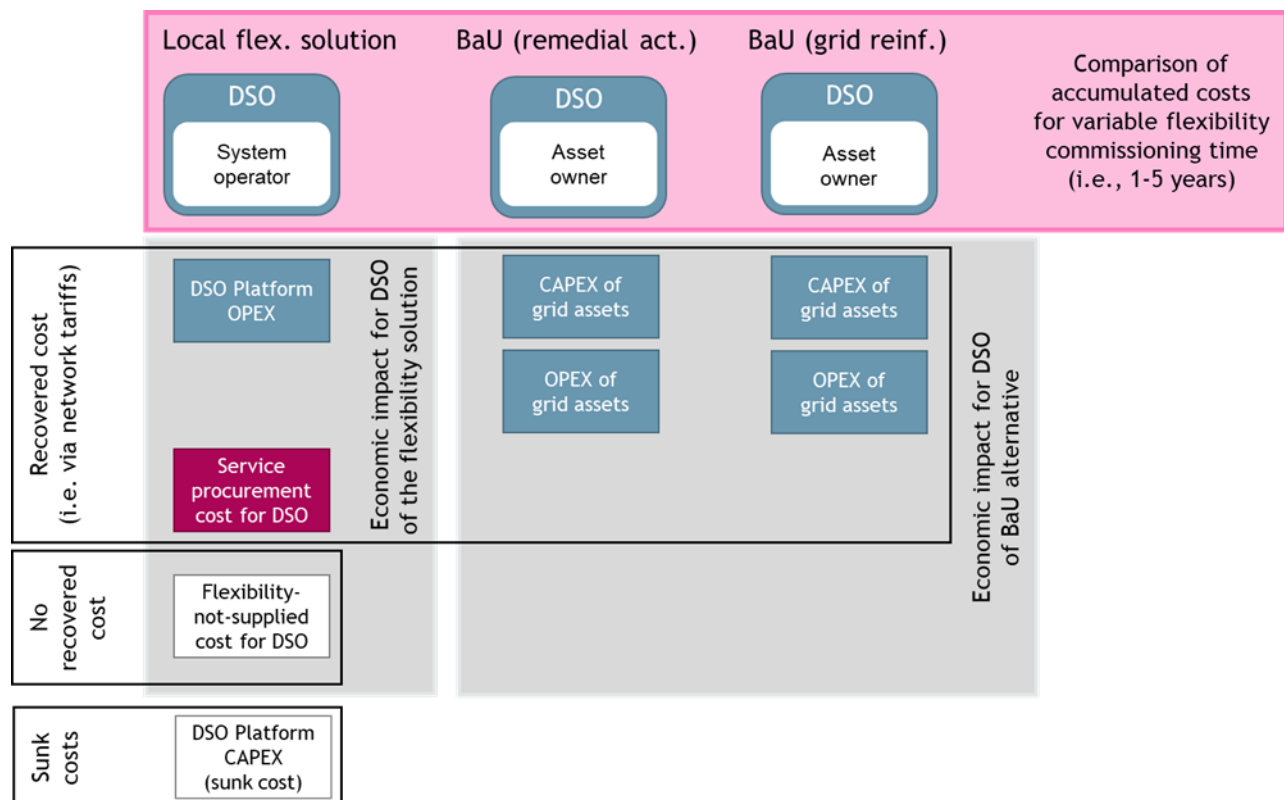 Local flex. solution
BaU (remedial act.)
BaU (grid reinf.)
DSO
System
operator
DSO
Asset
owner
DSO
Asset
owner
Comparison of
accumulated costs
for variable flexibility
commissioning time
(i.e., 1-5 years)
Recovered cost
(i.e. via network tariffs)
DSO Platform
OPEX
Service
procurement
cost for DSO
Economic impact for DSO
of the flexibility solution
CAPEX of
grid assets
OPEX of
grid assets
CAPEX of
grid assets
OPEX of
grid assets
Economic impact for DSO
of BaU alternative
No
recovered
cost
Flexibility-
not-supplied
cost for DSO
Sunk
costs
DSO Platform
CAPEX
(sunk cost)